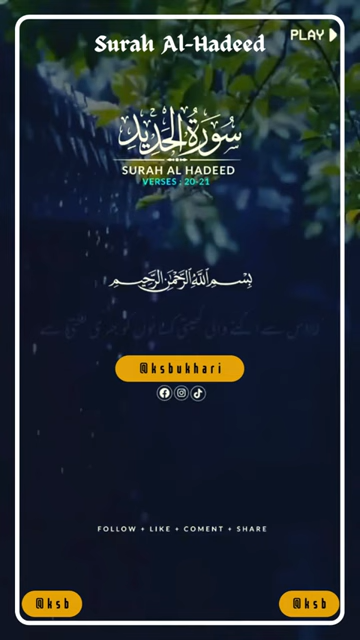 Surah Al-Hadeed
PLAY
سُورَةُ الحَدِيدِ
SURAH AL HADEED
VERSES : 20-21
بِسْمِ اللَّهِ الرَّحْمَٰنِ الرَّحِيمِ
@ksbukhari
FOLLOW + LIKE + COMENT + SHARE
@ksb
@ksb